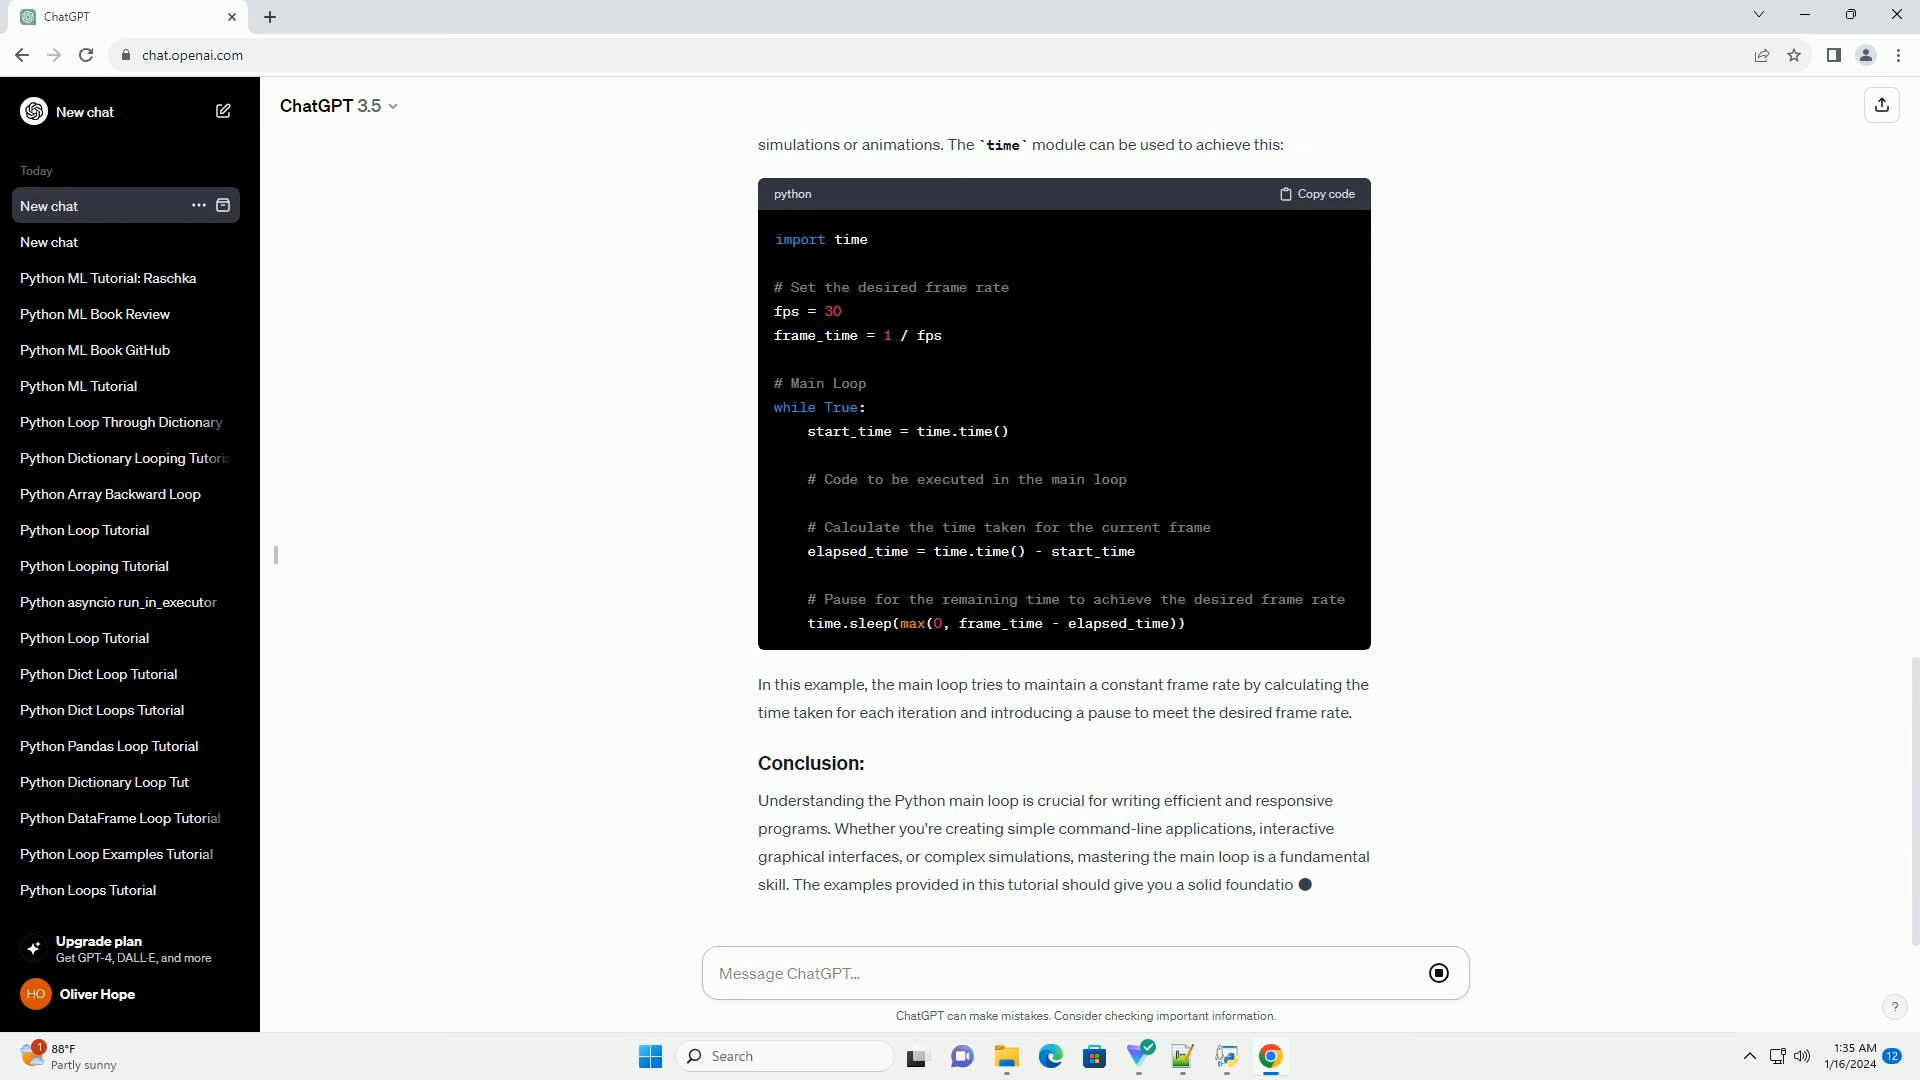 ChatGPT
chat.openai.com
New chat
Today
New chat
New chat
Python ML Tutorial: Raschka
Python ML Book Review
Python ML Book GitHub
Python ML Tutorial
Python Loop Through Dictionary
Python Dictionary Looping Tutoria
Python Array Backward Loop
Python Loop Tutorial
Python Looping Tutorial
Python asyncio run_in_executor
Python Loop Tutorial
Python Dict Loop Tutorial
Python Dict Loops Tutorial
Python Pandas Loop Tutorial
Python Dictionary Loop Tut
Python DataFrame Loop Tutorial
Python Loop Examples Tutorial
Python Loops Tutorial
Upgrade plan
Get GPT-4, DALL·E, and more
HO
Oliver Hope
ChatGPT 3.5
simulations or animations. The `time` module can be used to achieve this:
python
Copy code
import time
# Set the desired frame rate
fps = 30
frame_time = 1 / fps
# Main Loop
while True:
    start_time = time.time()
    # Code to be executed in the main loop
    # Calculate the time taken for the current frame
    elapsed_time = time.time() - start_time
    # Pause for the remaining time to achieve the desired frame rate
    time.sleep(max(0, frame_time - elapsed_time))
In this example, the main loop tries to maintain a constant frame rate by calculating the
time taken for each iteration and introducing a pause to meet the desired frame rate.
Conclusion:
Understanding the Python main loop is crucial for writing efficient and responsive
programs. Whether you're creating simple command-line applications, interactive
graphical interfaces, or complex simulations, mastering the main loop is a fundamental
skill. The examples provided in this tutorial should give you a solid foundatio
Message ChatGPT...
ChatGPT can make mistakes. Consider checking important information.
?
1
88°F
Partly sunny
Search
1:35 AM
1/16/2024
12